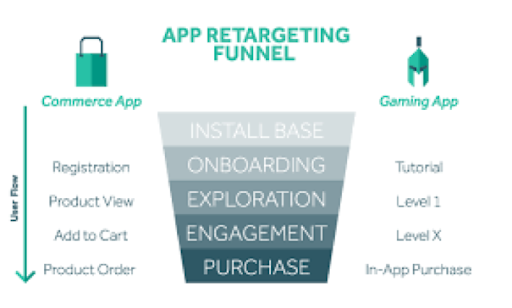 APP RETARGETING
FUNNEL
Commerce App
Gaming App
INSTALL BASE
Registration
ONBOARDING
Tutorial
Product View
EXPLORATION
Level 1
Add to Cart
ENGAGEMENT
Level X
Product Order
PURCHASE
In-App Purchase
User Flow